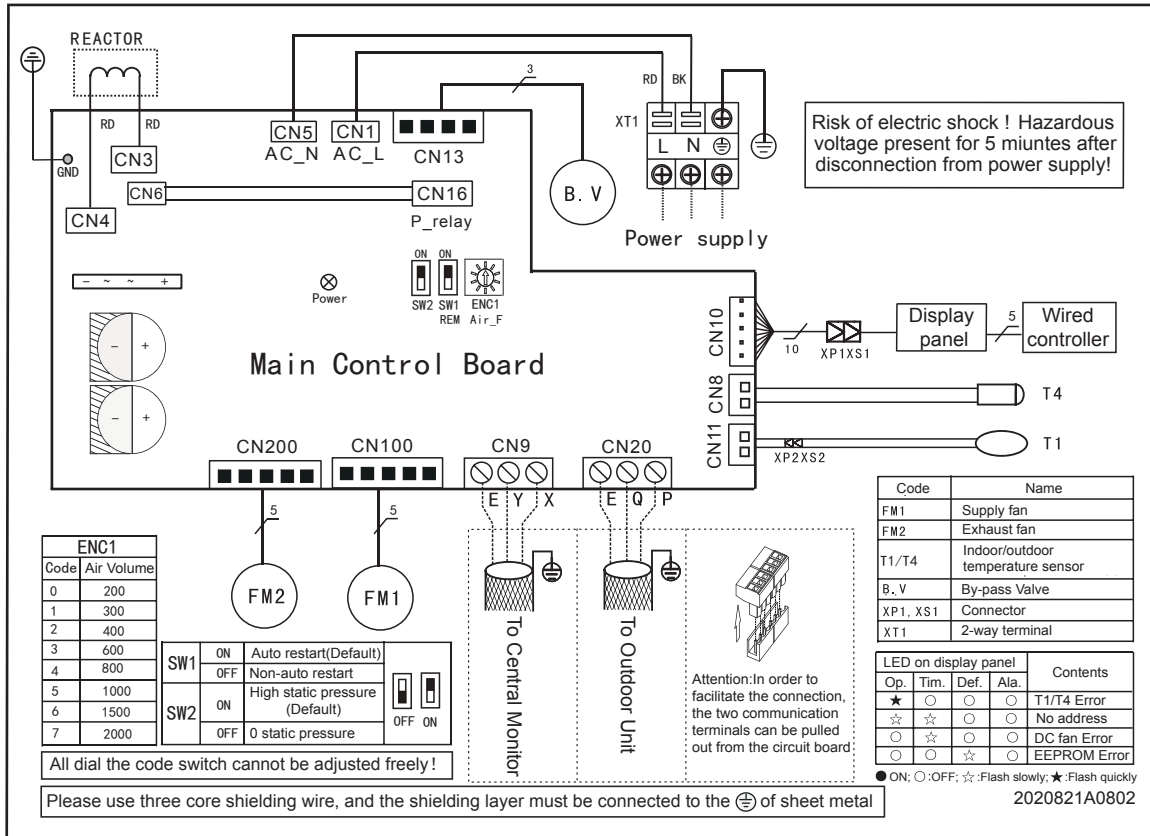 REACTOR
RD
RD
GND
CN3
CN4
CN6
CN5
AC_N
CN1
AC_L
CN13
CN16
P_relay
3
B. V
RD
BK
XT1
L
N
Power supply
Risk of electric shock ! Hazardous
voltage present for 5 miuntes after
disconnection from power supply!
- ~ ~ +
- +
- +
Power
ON
ON
SW2
SW1
ENC1
REM
Air_F
Main Control Board
CN10
10
XP1XS1
Display
panel
5
Wired
controller
CN8
T4
CN11
XP2XS2
T1
CN200
CN100
CN9
CN20
E
Y
X
E
Q
P
5
5
FM2
FM1
To Central Monitor
To Outdoor Unit
Attention:In order to
facilitate the connection,
the two communication
terminals can be pulled
out from the circuit board
ENC1
Code Air Volume
0 200
1 300
2 400
3 600
4 800
5 1000
6 1500
7 2000
SW1 ON Auto restart(Default)
OFF Non-auto restart
SW2 ON High static pressure
(Default)
OFF 0 static pressure
OFF ON
All dial the code switch cannot be adjusted freely!
Code Name
FM1 Supply fan
FM2 Exhaust fan
T1/T4 Indoor/outdoor
temperature sensor
B. V By-pass Valve
XP1, XS1 Connector
XT1 2-way terminal
LED on display panel Contents
Op. Tim. Def. Ala.
★ ○ ○ ○ T1/T4 Error
☆ ☆ ○ ○ No address
○ ☆ ○ ○ DC fan Error
○ ○ ☆ ○ EEPROM Error
● ON; ○ :OFF; ☆ :Flash slowly; ★ :Flash quickly
Please use three core shielding wire, and the shielding layer must be connected to the ⏚ of sheet metal
2020821A0802